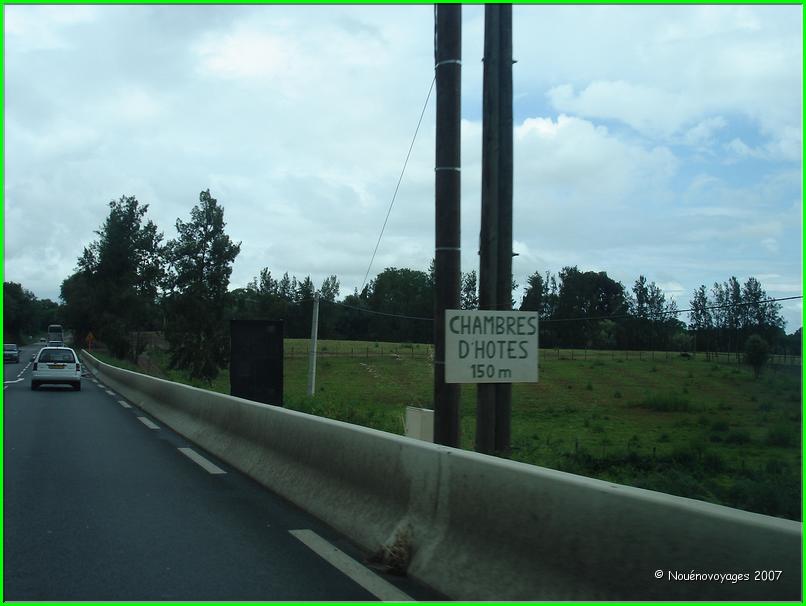 CHAMBRES
D'HOTES
150 m
© Nouénovoyages 2007